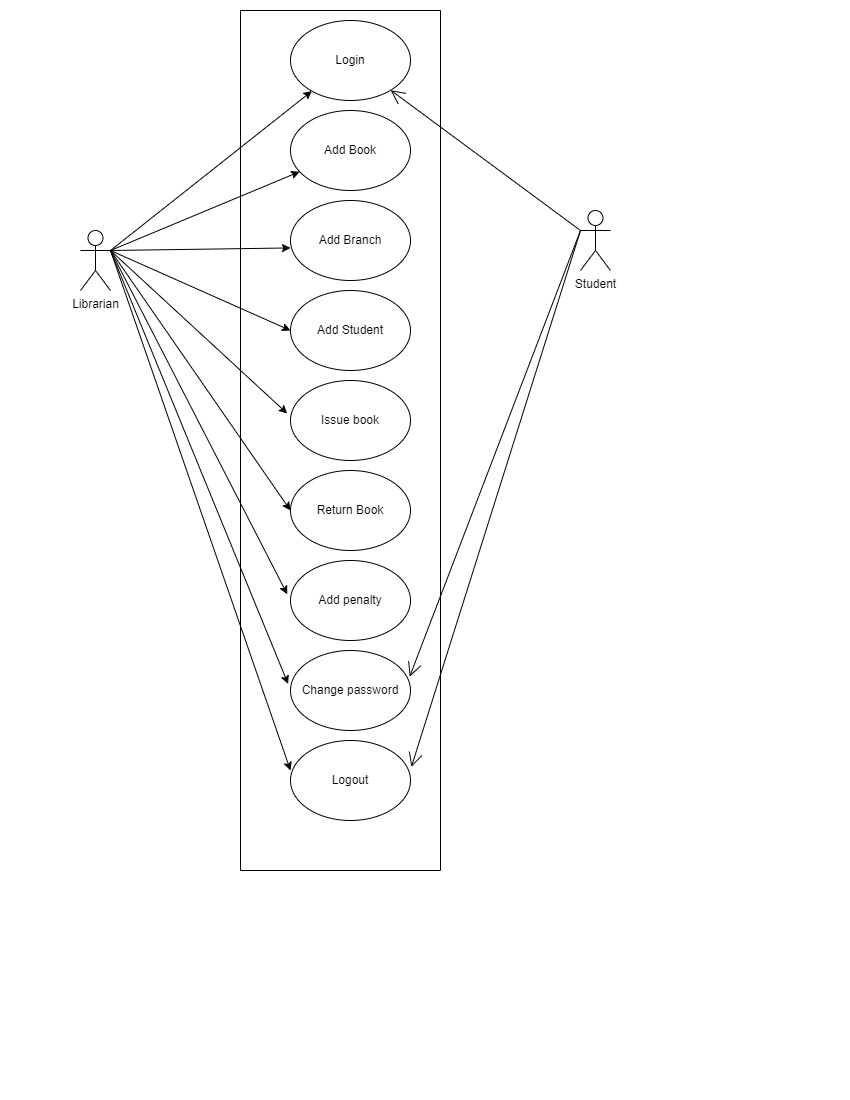 Login
Add Book
Add Branch
Add Student
Issue book
Return Book
Add penalty
Change password
Logout
Librarian
Student